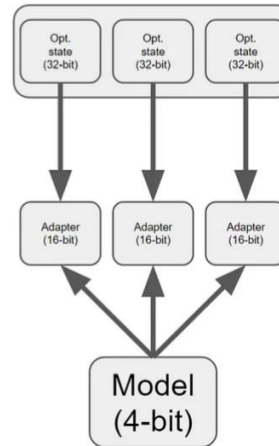 Opt.
state
(32-bit)
Opt.
state
(32-bit)
Opt.
state
(32-bit)
Adapter
(16-bit)
Adapter
(16-bit)
Adapter
(16-bit)
Model
(4-bit)